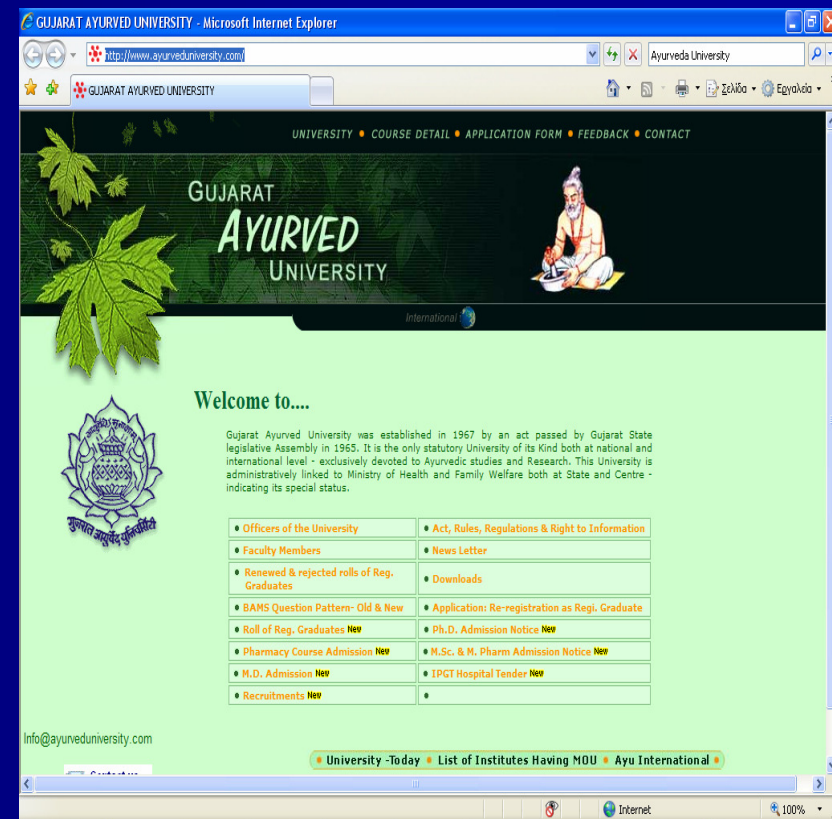 GUJARAT AYURVED UNIVERSITY - Microsoft Internet Explorer
http://www.ayurveduniversity.com/
Ayurveda University
GUJARAT AYURVED UNIVERSITY
Σελίδα
Εργαλεία
UNIVERSITY • COURSE DETAIL • APPLICATION FORM • FEEDBACK • CONTACT
GUJARAT
AYURVED
UNIVERSITY
International
Welcome to....
Gujarat Ayurved University was established in 1967 by an act passed by Gujarat State
legislative Assembly in 1965. It is the only statutory University of its Kind both at national and
international level - exclusively devoted to Ayurvedic studies and Research. This University is
administratively linked to Ministry of Health and Family Welfare both at State and Centre -
indicating its special status.
• Officers of the University
• Act, Rules, Regulations & Right to Information
• Faculty Members
• News Letter
• Renewed & rejected rolls of Reg.
Graduates
• Downloads
• BAMS Question Pattern- Old & New
• Application: Re-registration as Regi. Graduate
• Roll of Reg. Graduates New
• Ph.D. Admission Notice New
• Pharmacy Course Admission New
• M.Sc. & M. Pharm Admission Notice New
• M.D. Admission New
• IPGT Hospital Tender New
• Recruitments New
•
ગુજરાત આયુર્વેદ યુનિવર્સિટી
Info@ayurveduniversity.com
• University -Today • List of Institutes Having MOU • Ayu International •
Internet
100%